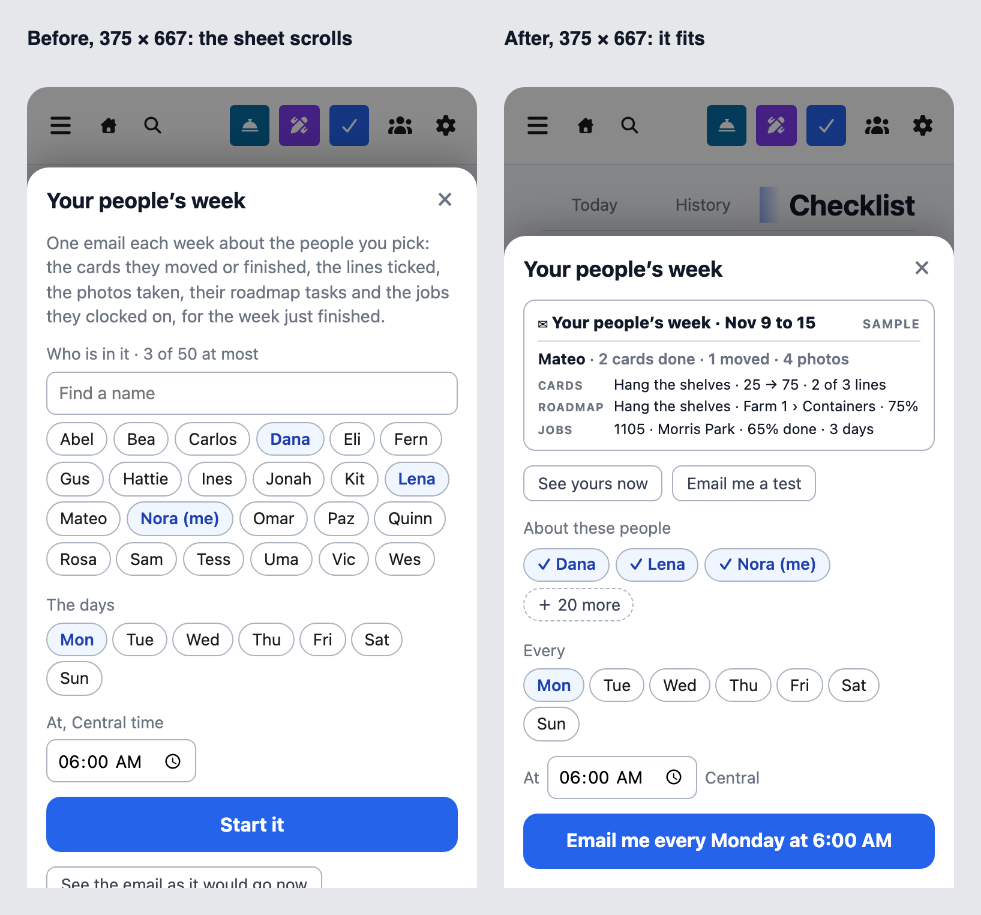 Before, 375 × 667: the sheet scrolls
Your people’s week
One email each week about the people you pick:
the cards they moved or finished, the lines ticked,
the photos taken, their roadmap tasks and the jobs
they clocked on, for the week just finished.
Who is in it · 3 of 50 at most
Find a name
Abel Bea Carlos Dana Eli Fern
Gus Hattie Ines Jonah Kit Lena
Mateo Nora (me) Omar Paz Quinn
Rosa Sam Tess Uma Vic Wes
The days
Mon Tue Wed Thu Fri Sat
Sun
At, Central time
06:00 AM
Start it
See the email as it would go now
After, 375 × 667: it fits
Today History Checklist
Your people’s week
Your people’s week · Nov 9 to 15 SAMPLE
Mateo · 2 cards done · 1 moved · 4 photos
CARDS Hang the shelves · 25 → 75 · 2 of 3 lines
ROADMAP Hang the shelves · Farm 1 › Containers · 75%
JOBS 1105 · Morris Park · 65% done · 3 days
See yours now Email me a test
About these people
✓ Dana ✓ Lena ✓ Nora (me)
+ 20 more
Every
Mon Tue Wed Thu Fri Sat
Sun
At 06:00 AM Central
Email me every Monday at 6:00 AM